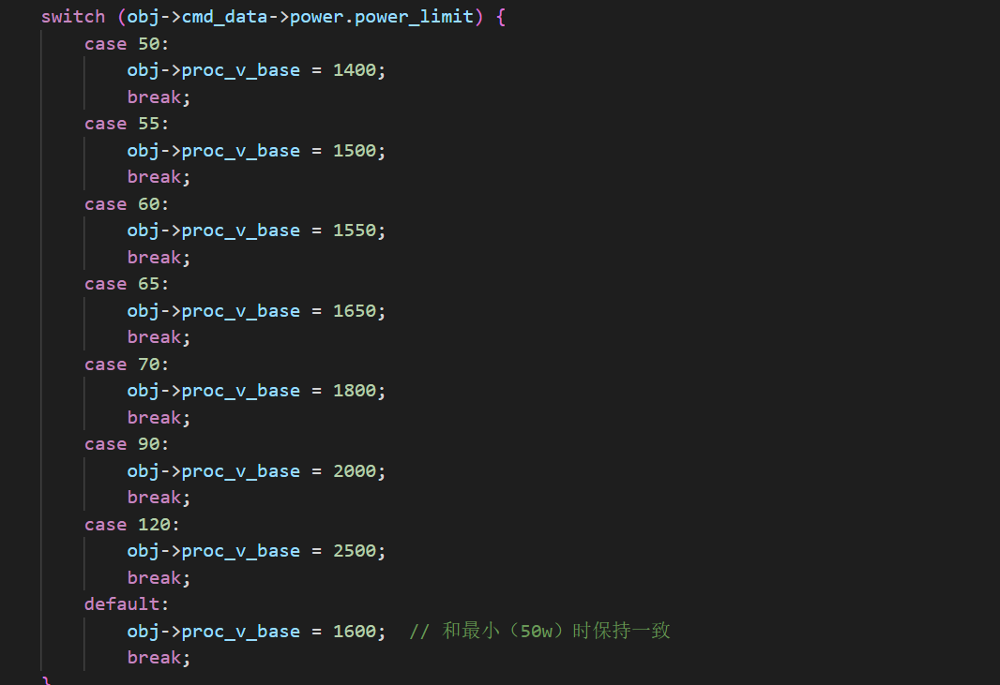 switch (obj->cmd_data->power.power_limit) {
    case 50:
        obj->proc_v_base = 1400;
        break;
    case 55:
        obj->proc_v_base = 1500;
        break;
    case 60:
        obj->proc_v_base = 1550;
        break;
    case 65:
        obj->proc_v_base = 1650;
        break;
    case 70:
        obj->proc_v_base = 1800;
        break;
    case 90:
        obj->proc_v_base = 2000;
        break;
    case 120:
        obj->proc_v_base = 2500;
        break;
    default:
        obj->proc_v_base = 1600;  // 和最小（50w）时保持一致
        break;
}